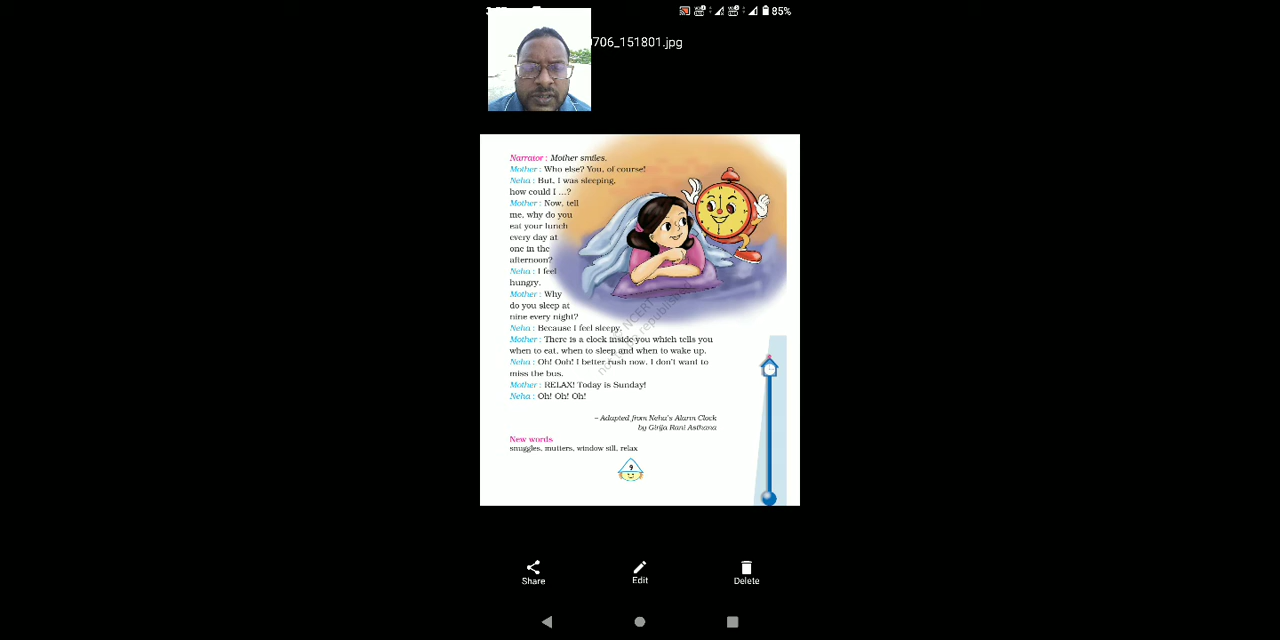 85%
0706_151801.jpg
Narrator : Mother smiles.
Mother : Who else? You, of course!
Neha : But, I was sleeping,
how could I ...?
Mother : Now, tell
me, why do you
eat your lunch
every day at
one in the
afternoon?
Neha : I feel
hungry.
Mother : Why
do you sleep at
nine every night?
Neha : Because I feel sleepy.
Mother : There is a clock inside you which tells you
when to eat, when to sleep and when to wake up.
Neha : Oh! Ooh! I better rush now. I don't want to
miss the bus.
Mother : RELAX! Today is Sunday!
Neha : Oh! Oh! Oh!
– Adapted from Neha's Alarm Clock
by Girija Rani Asthana
New words
snuggles, mutters, window sill, relax
9
NCERT
republished
Share
Edit
Delete